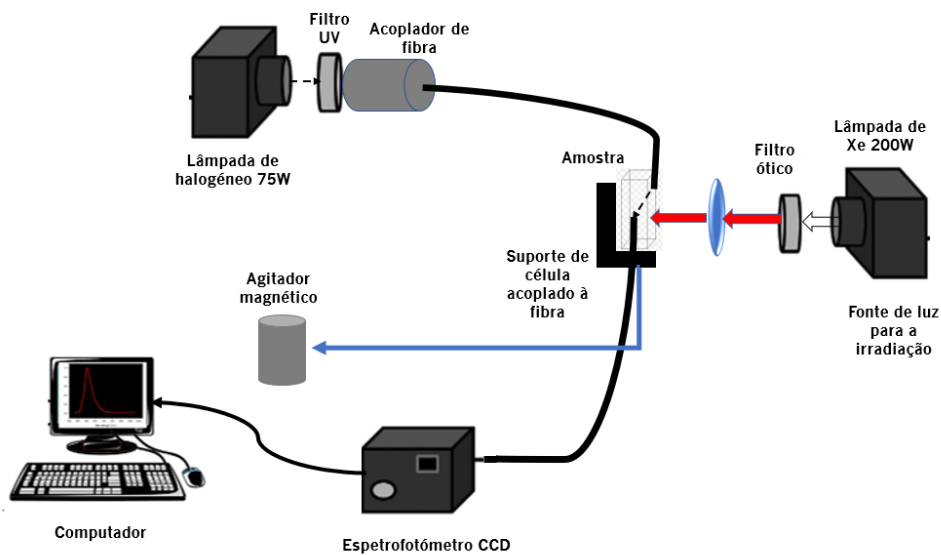 Filtro
UV
Acoplador de
fibra
Lâmpada de
halogéneo 75W
Amostra
Filtro
ótico
Lâmpada de
Xe 200W
Suporte de
célula
acoplado à
fibra
Fonte de luz
para a
irradiação
Agitador
magnético
Computador
Espetrofotómetro CCD